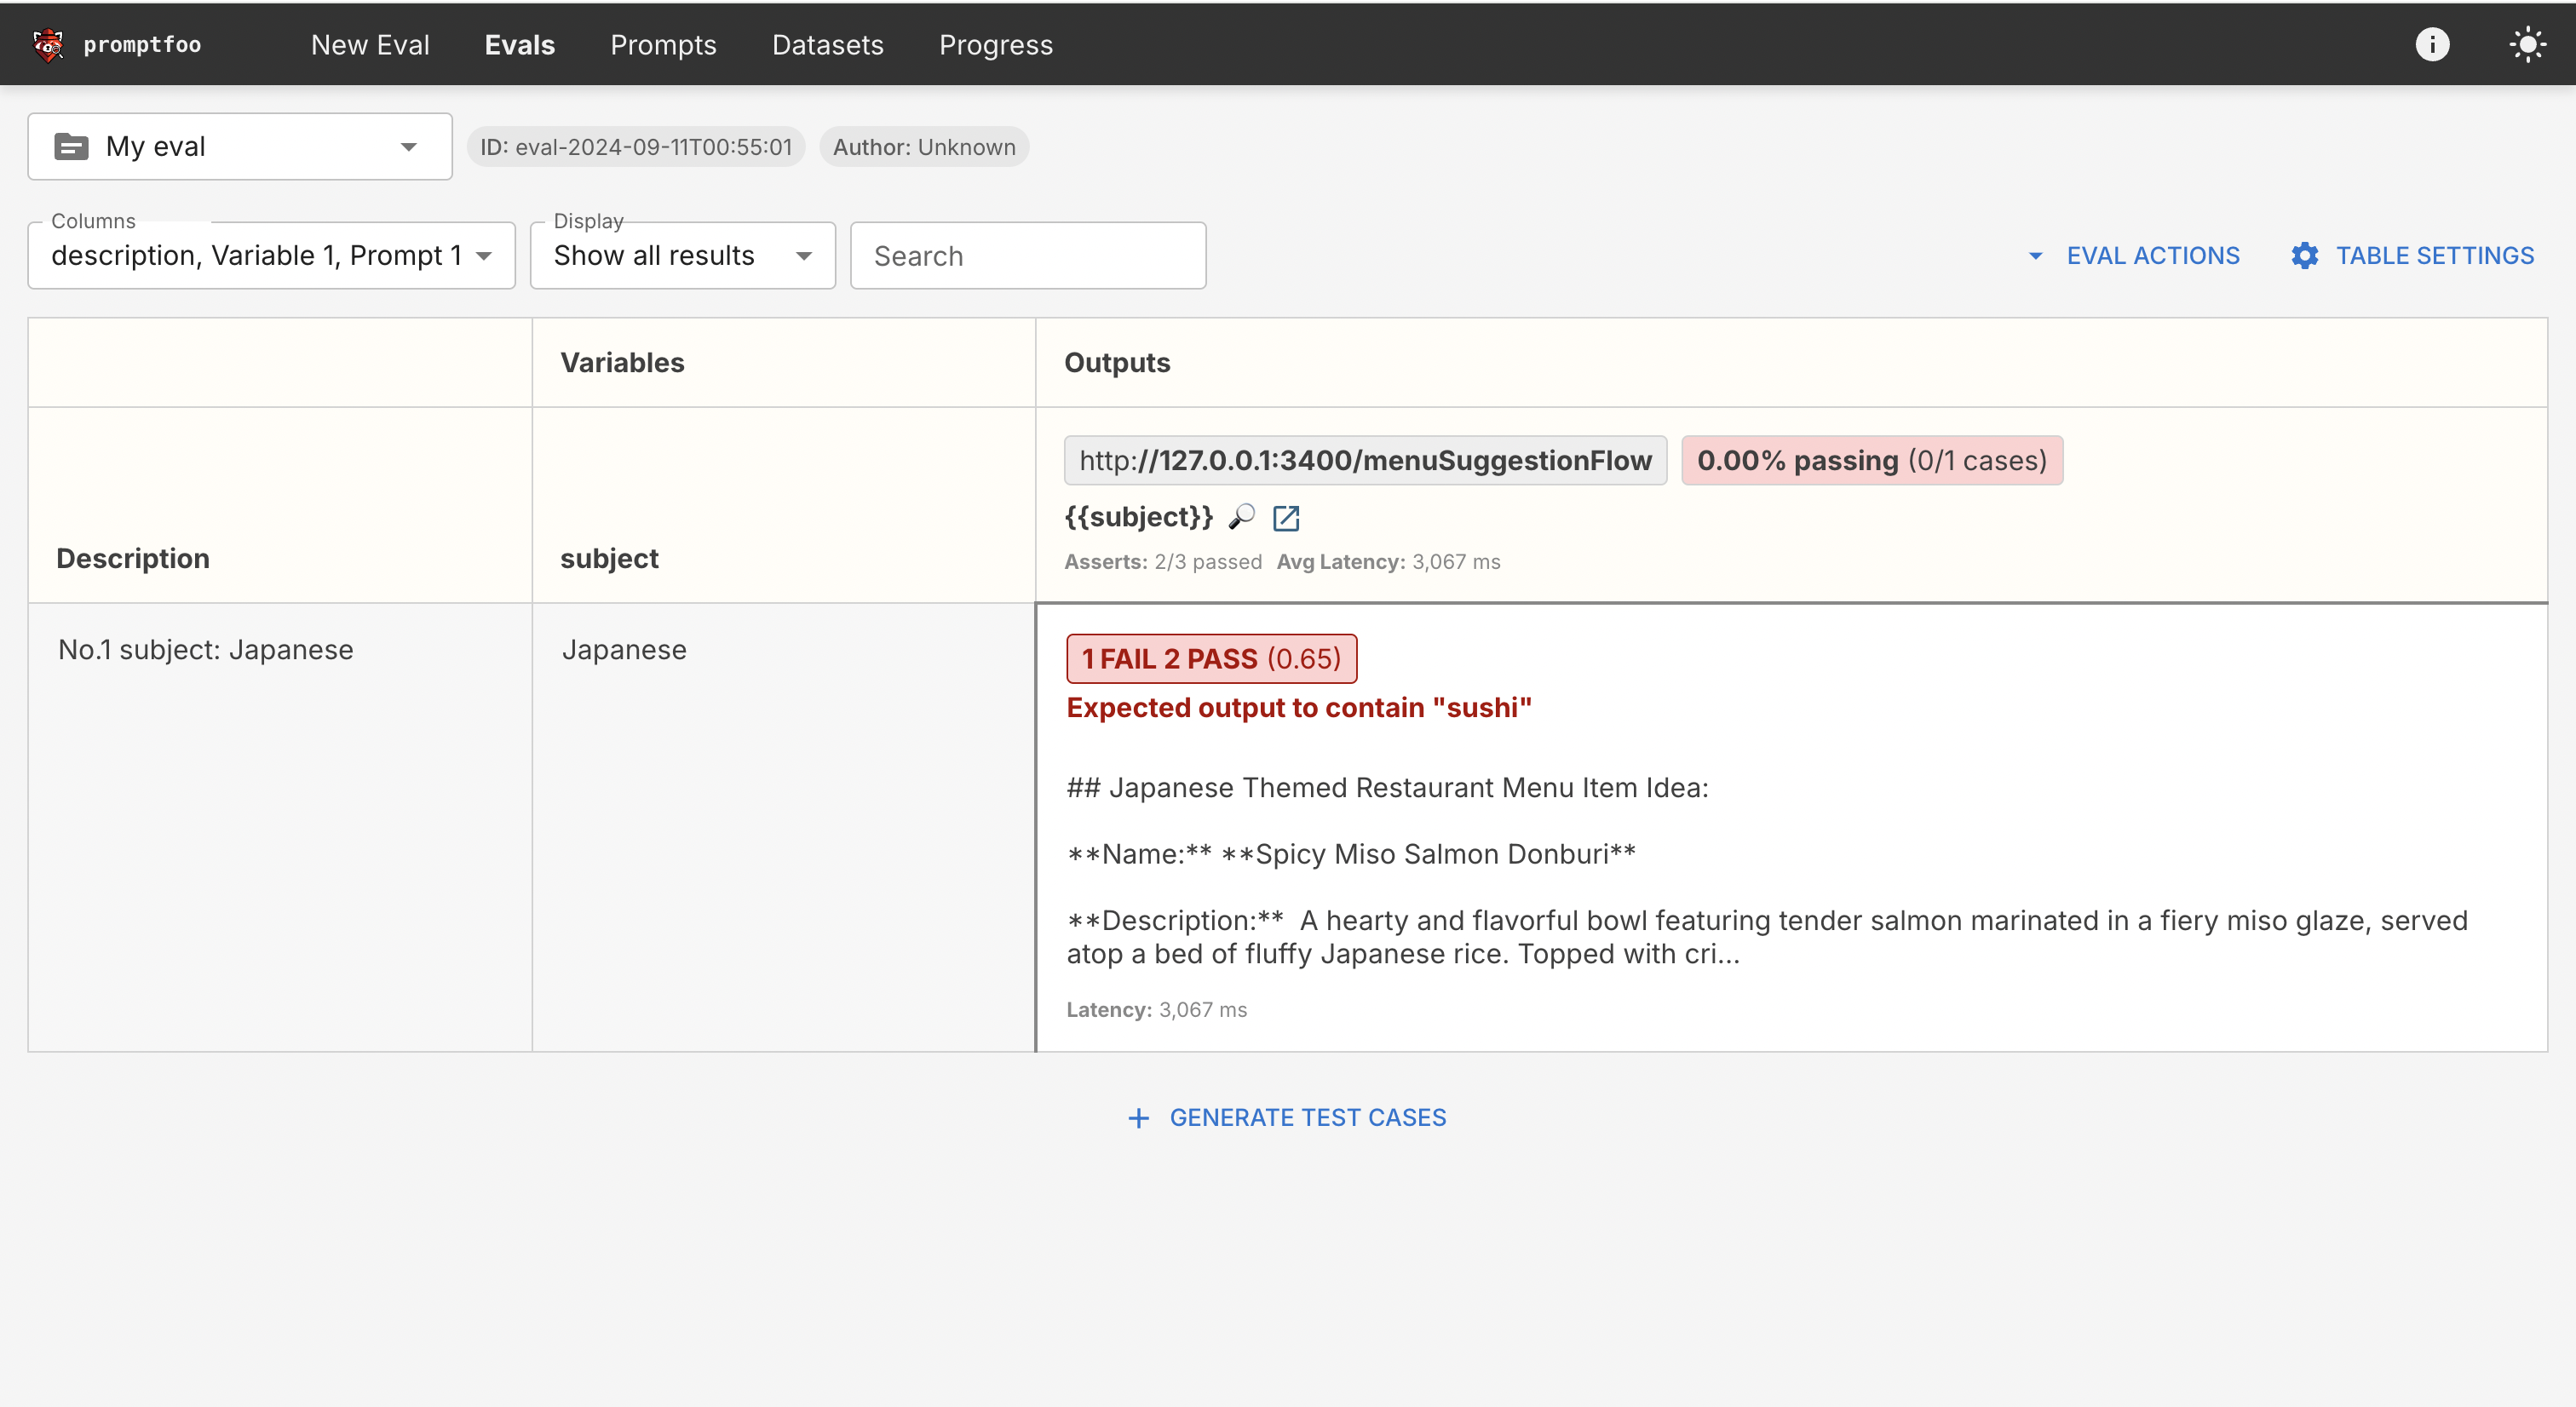 promptfoo New Eval Evals Prompts Datasets Progress
My eval ID: eval-2024-09-11T00:55:01 Author: Unknown
Columns Display
description, Variable 1, Prompt 1 Show all results Search EVAL ACTIONS TABLE SETTINGS
Variables Outputs
http://127.0.0.1:3400/menuSuggestionFlow 0.00% passing (0/1 cases)
{{subject}}
Description subject Asserts: 2/3 passed Avg Latency: 3,067 ms
No.1 subject: Japanese Japanese 1 FAIL 2 PASS (0.65)
Expected output to contain "sushi"
## Japanese Themed Restaurant Menu Item Idea:
**Name:** **Spicy Miso Salmon Donburi**
**Description:** A hearty and flavorful bowl featuring tender salmon marinated in a fiery miso glaze, served
atop a bed of fluffy Japanese rice. Topped with cri...
Latency: 3,067 ms
GENERATE TEST CASES